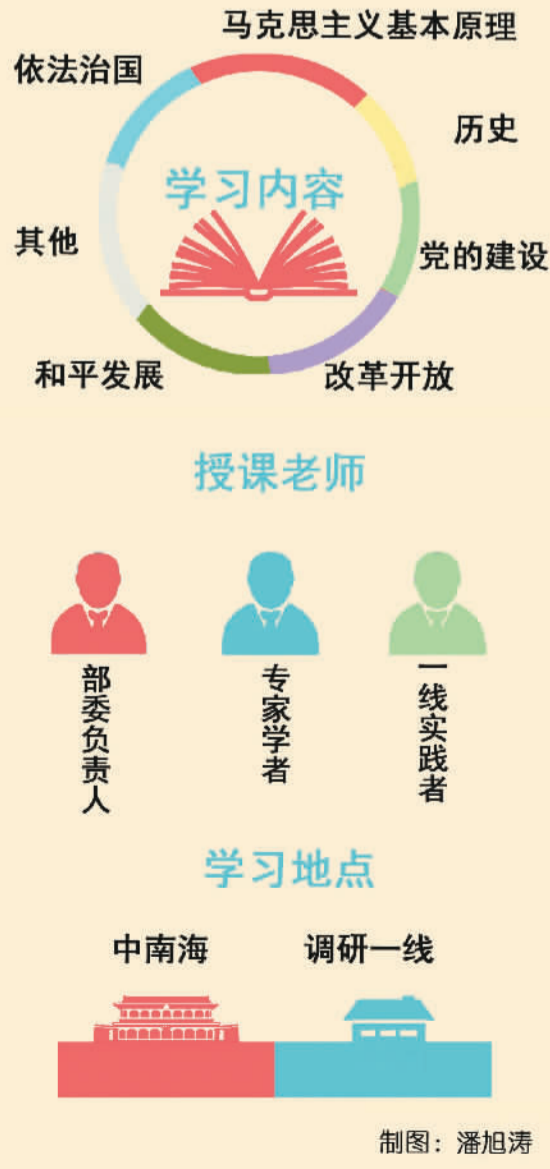 马克思主义基本原理
依法治国
历史
学习内容
其他
党的建设
和平发展
改革开放
授课老师
部委负责人
专家学者
一线实践者
学习地点
中南海
调研一线
制图：潘旭涛